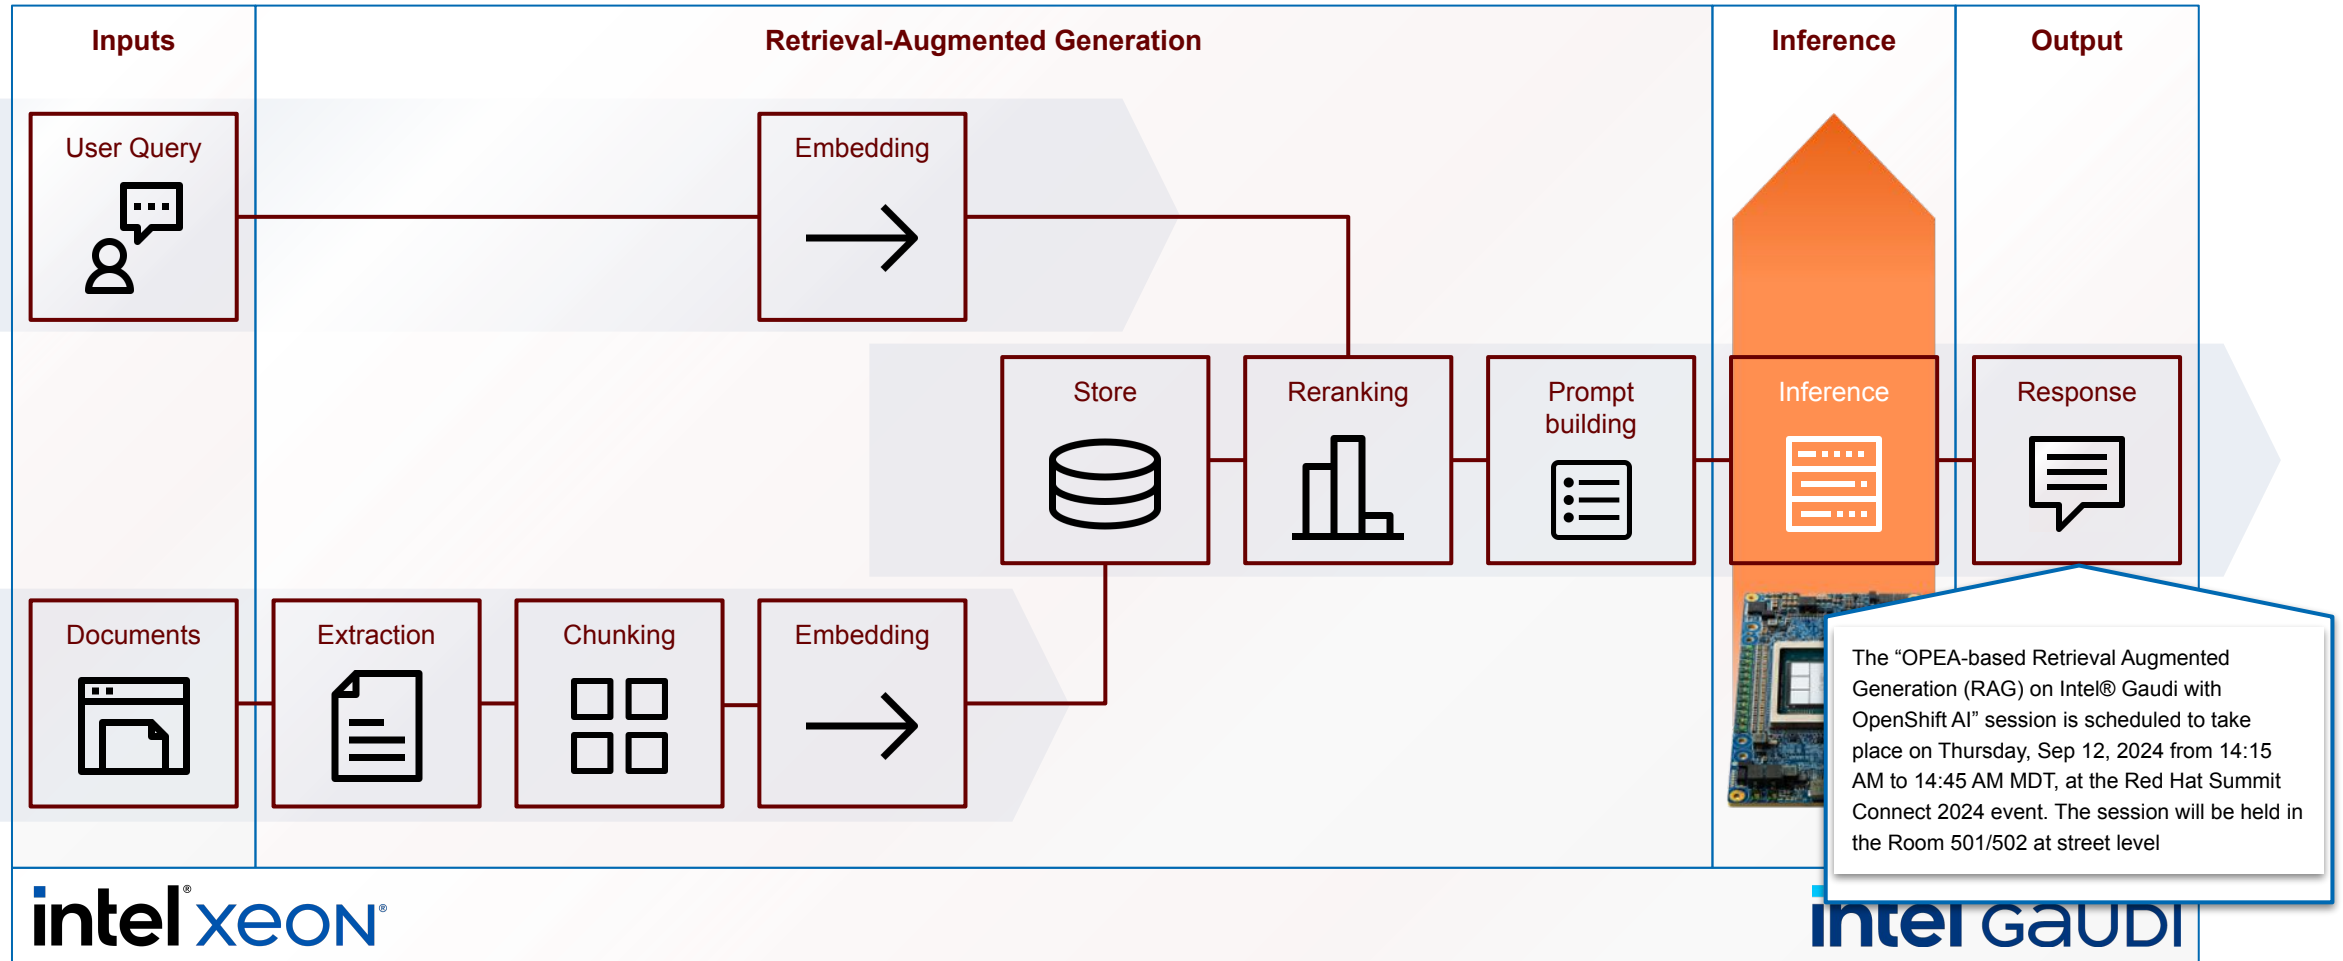 Inputs
Retrieval-Augmented Generation
Inference
Output
User Query
Embedding
Store
Reranking
Prompt
building
Inference
Response
Documents
Extraction
Chunking
Embedding
The “OPEA-based Retrieval Augmented
Generation (RAG) on Intel® Gaudi with
OpenShift AI” session is scheduled to take
place on Thursday, Sep 12, 2024 from 14:15
AM to 14:45 AM MDT, at the Red Hat Summit
Connect 2024 event. The session will be held in
the Room 501/502 at street level
intel® xeon®
intel gaudi